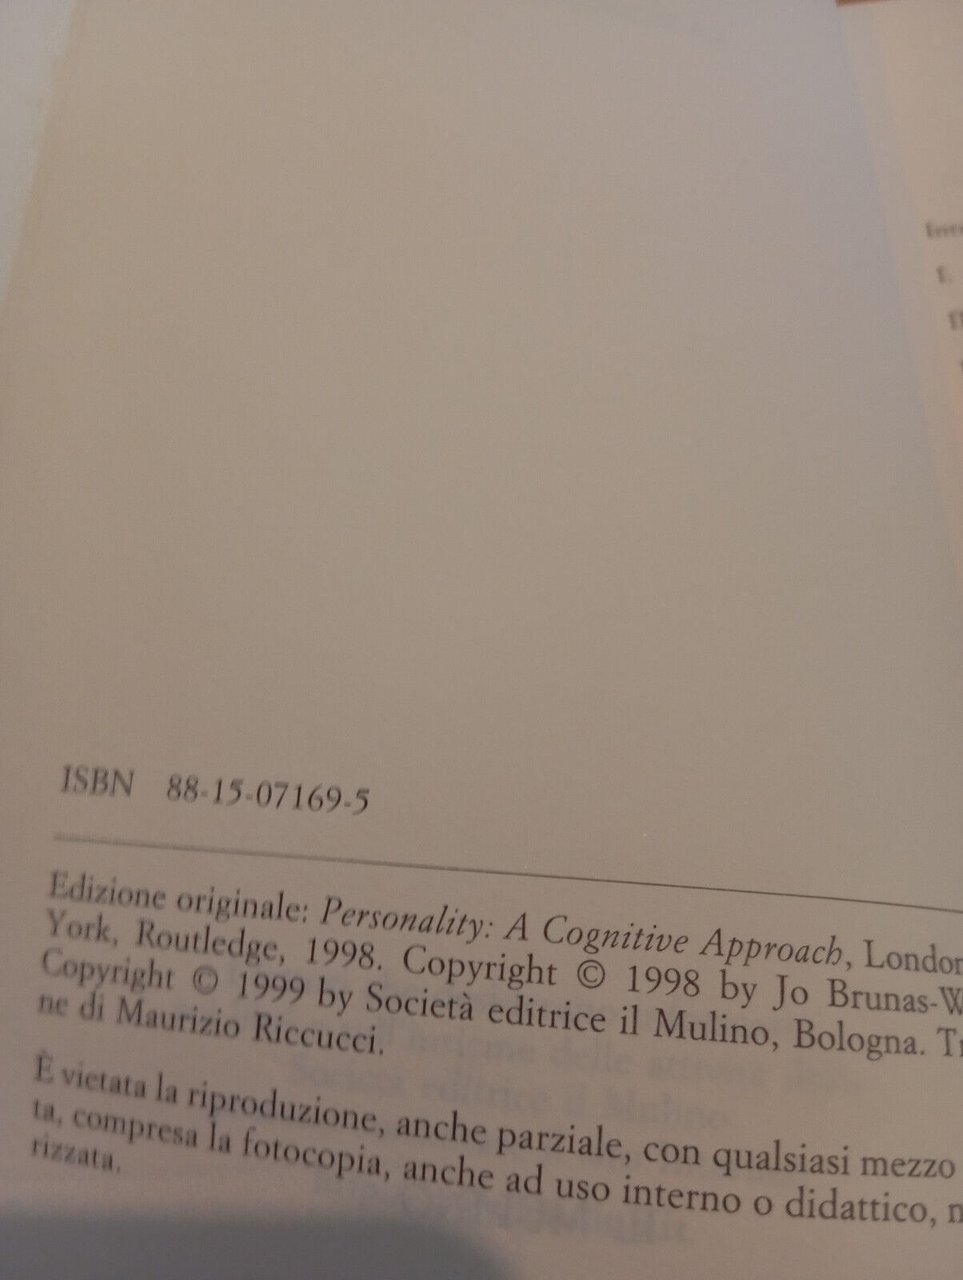 ISBN 88-15-07169-5
Edizione originale: Personality: A Cognitive Approach, London
York, Routledge, 1998. Copyright © 1998 by Jo Brunas-W
Copyright © 1999 by Società editrice il Mulino, Bologna. Tr
ne di Maurizio Riccucci.
È vietata la riproduzione, anche parziale, con qualsiasi mezzo
ta, compresa la fotocopia, anche ad uso interno o didattico, n
rizzata.